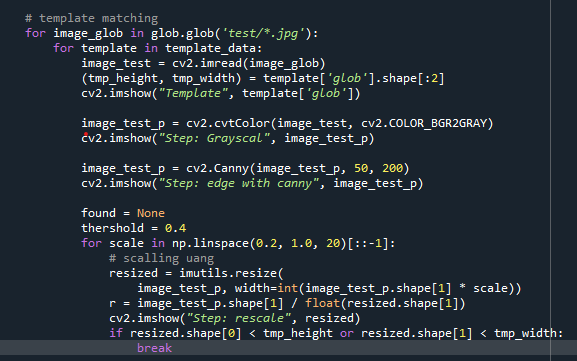 # template matching
for image_glob in glob.glob('test/*.jpg'):
for template in template_data:
image_test = cv2.imread(image_glob)
(tmp_height, tmp_width) = template['glob'].shape[:2]
cv2.imshow("Template", template['glob'])
image_test_p = cv2.cvtColor(image_test, cv2.COLOR_BGR2GRAY)
cv2.imshow("Step: Grayscal", image_test_p)
image_test_p = cv2.Canny(image_test_p, 50, 200)
cv2.imshow("Step: edge with canny", image_test_p)
found = None
thershold = 0.4
for scale in np.linspace(0.2, 1.0, 20)[::-1]:
# scalling uang
resized = imutils.resize(
image_test_p, width=int(image_test_p.shape[1] * scale))
r = image_test_p.shape[1] / float(resized.shape[1])
cv2.imshow("Step: rescale", resized)
if resized.shape[0] < tmp_height or resized.shape[1] < tmp_width:
break